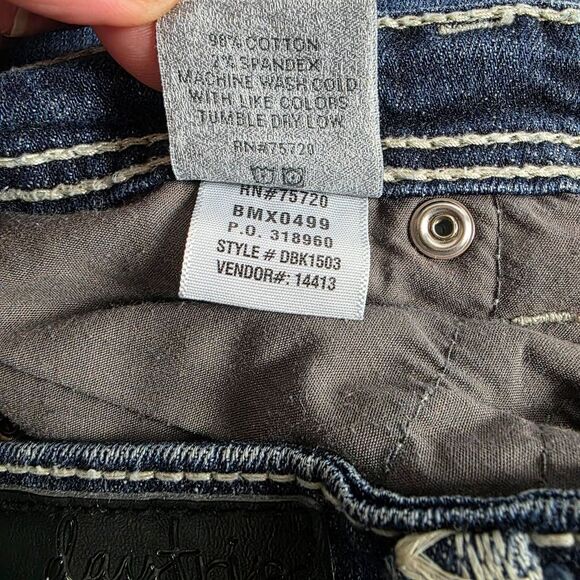 98% COTTON
2% SPANDEX
MACHINE WASH COLD
WITH LIKE COLORS
TUMBLE DRY LOW
RN#75720
RN#75720
BMX0499
P.O. 318960
STYLE # DBK1503
VENDOR#: 14413
daytrip